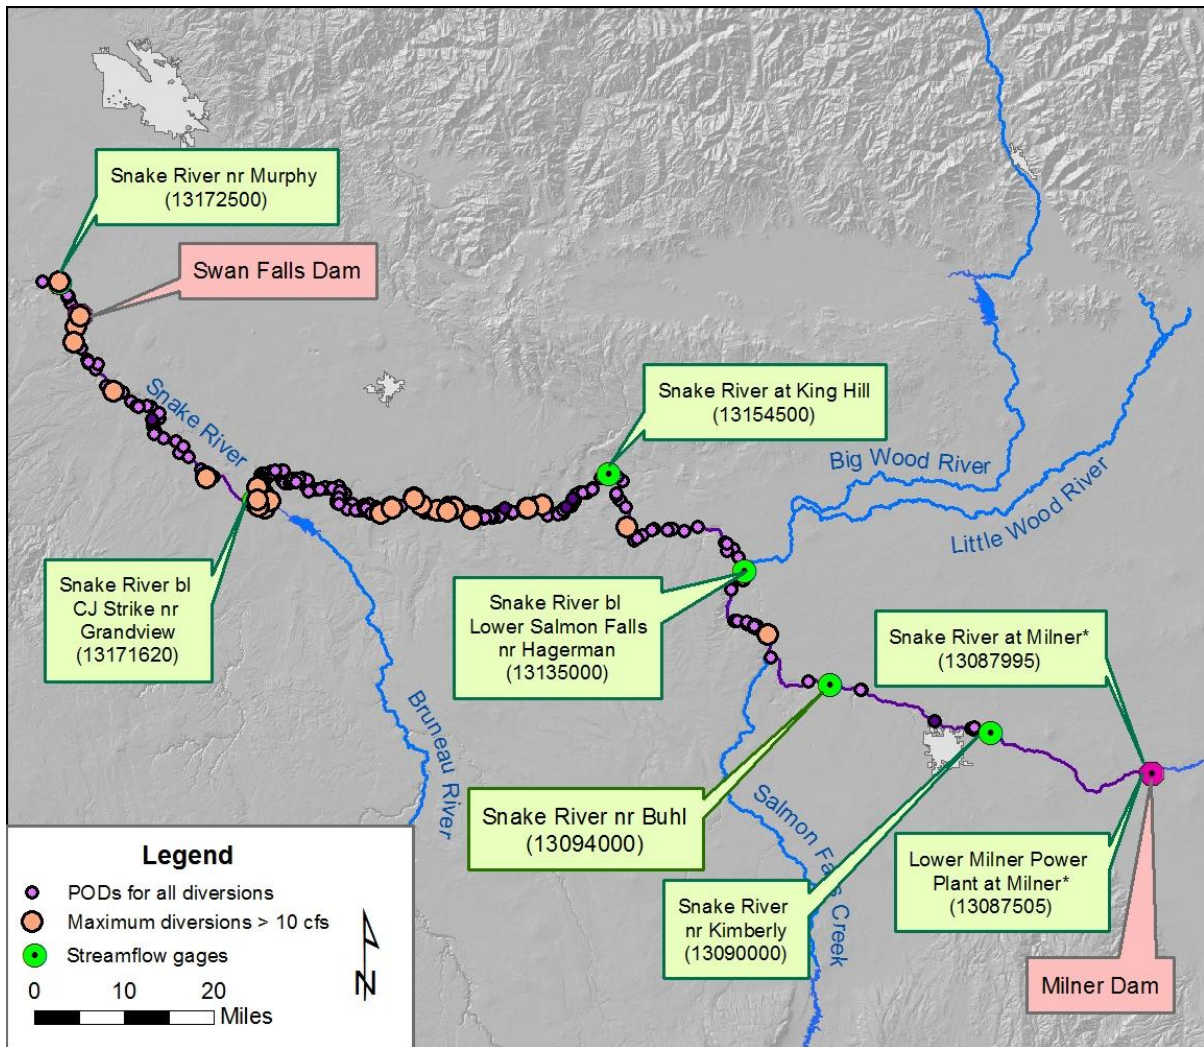 Snake River nr Murphy
(13172500)
Swan Falls Dam
Snake River
Snake River at King Hill
(13154500)
Big Wood River
Little Wood River
Snake River bl
CJ Strike nr
Grandview
(13171620)
Snake River bl
Lower Salmon Falls
nr Hagerman
(13135000)
Snake River at Milner*
(13087995)
Bruneau River
Snake River nr Buhl
(13094000)
Salmon Falls Creek
Snake River
nr Kimberly
(13090000)
Lower Milner Power
Plant at Milner*
(13087505)
Milner Dam
Legend
PODs for all diversions
Maximum diversions > 10 cfs
Streamflow gages
0 10 20
Miles
N